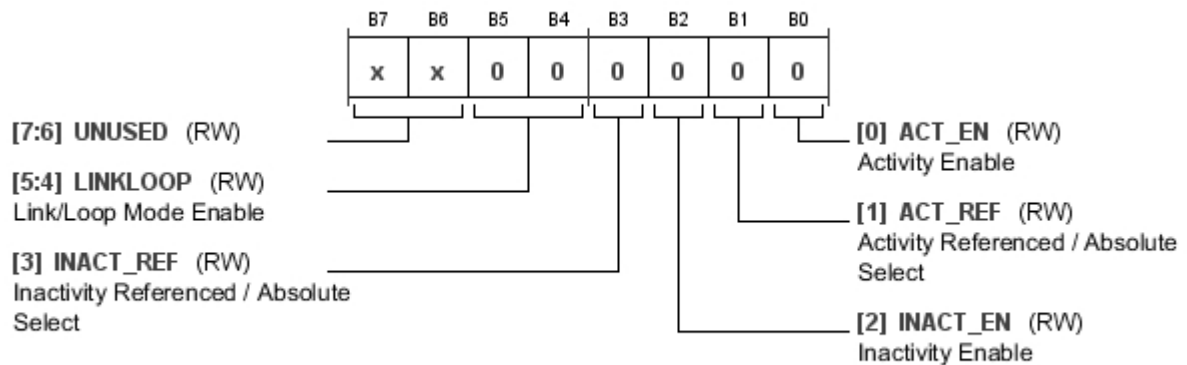 B7 B6 B5 B4 B3 B2 B1 B0
x x 0 0 0 0 0 0
[7:6] UNUSED (RW)
[5:4] LINKLOOP (RW)
Link/Loop Mode Enable
[3] INACT_REF (RW)
Inactivity Referenced / Absolute
Select
[0] ACT_EN (RW)
Activity Enable
[1] ACT_REF (RW)
Activity Referenced / Absolute
Select
[2] INACT_EN (RW)
Inactivity Enable